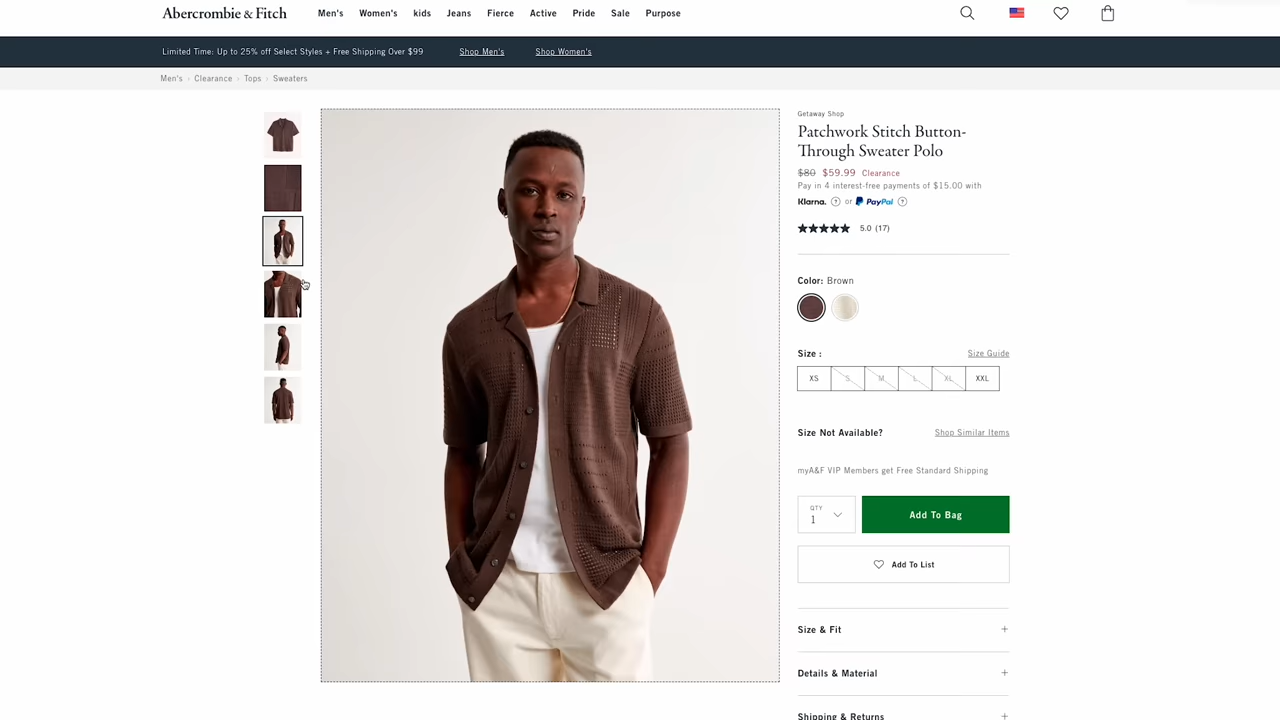 Abercrombie & Fitch
Men's Women's kids Jeans Fierce Active Pride Sale Purpose
Limited Time: Up to 25% off Select Styles + Free Shipping Over $99 Shop Men's Shop Women's
Men's › Clearance › Tops › Sweaters
Getaway Shop
Patchwork Stitch Button-
Through Sweater Polo
$80 $59.99 Clearance
Pay in 4 interest-free payments of $15.00 with
Klarna. ? or PayPal ?
5.0 (17)
Color: Brown
Size : Size Guide
XS S M L XL XXL
Size Not Available? Shop Similar Items
myA&F VIP Members get Free Standard Shipping
QTY
1
Add To Bag
Add To List
Size & Fit +
Details & Material +
Shipping & Returns +